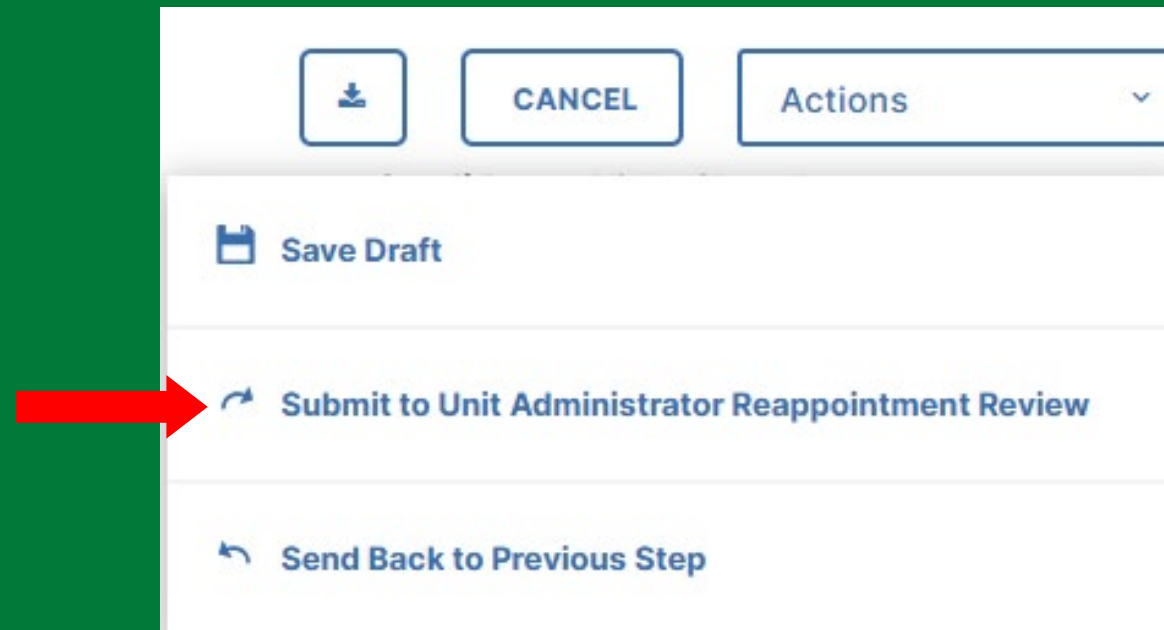 CANCEL
Actions
Save Draft
Submit to Unit Administrator Reappointment Review
Send Back to Previous Step